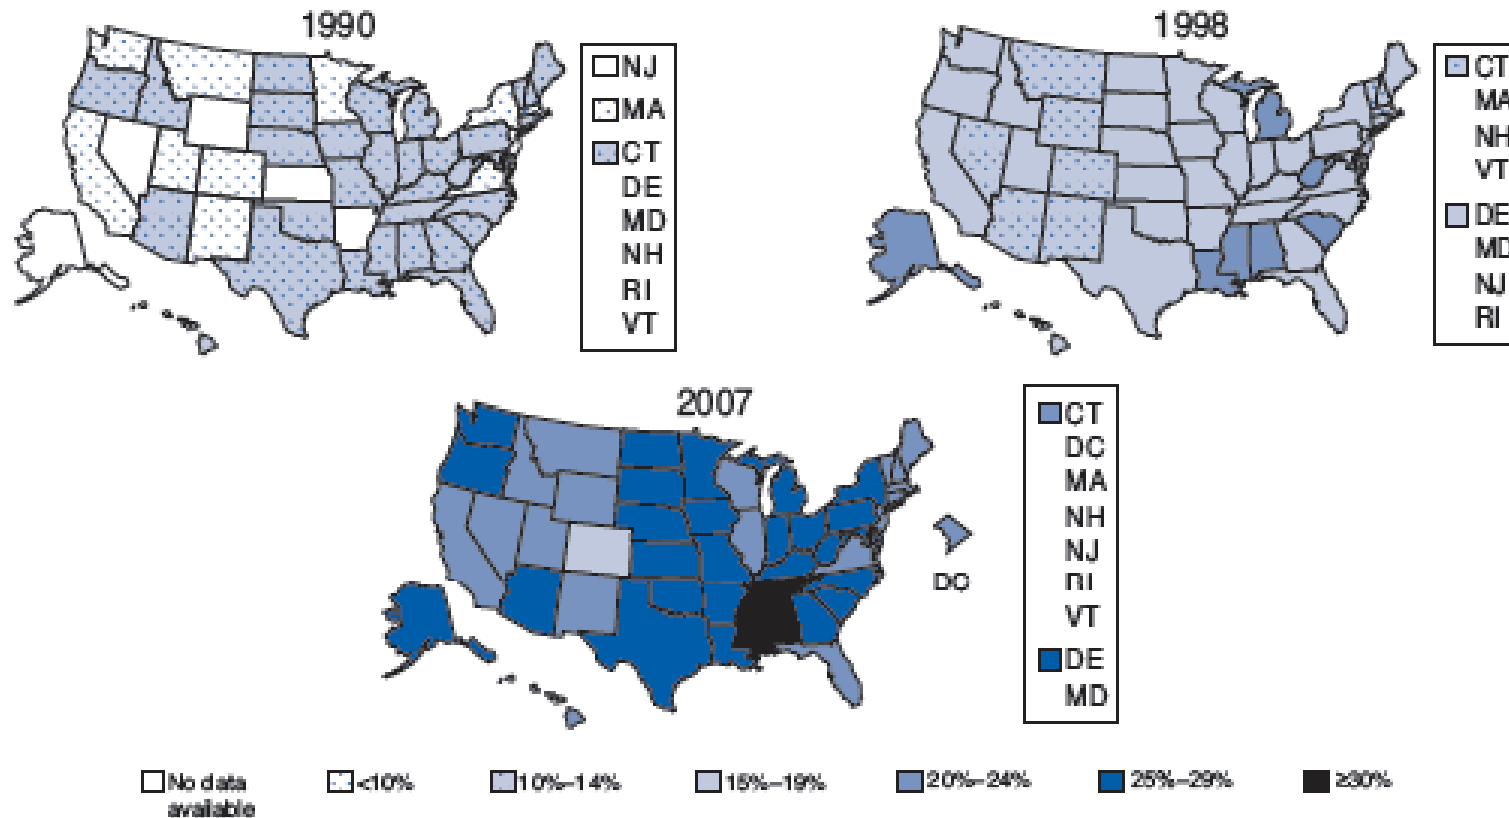 1990
NJ
MA
CT
DE
MD
NH
RI
VT
1998
CT
MA
NH
VT
DE
MD
NJ
RI
2007
CT
DC
MA
NH
NJ
RI
VT
DE
MD
DC
No data
available
<10%
10%–14%
15%–19%
20%–24%
25%–29%
≥30%